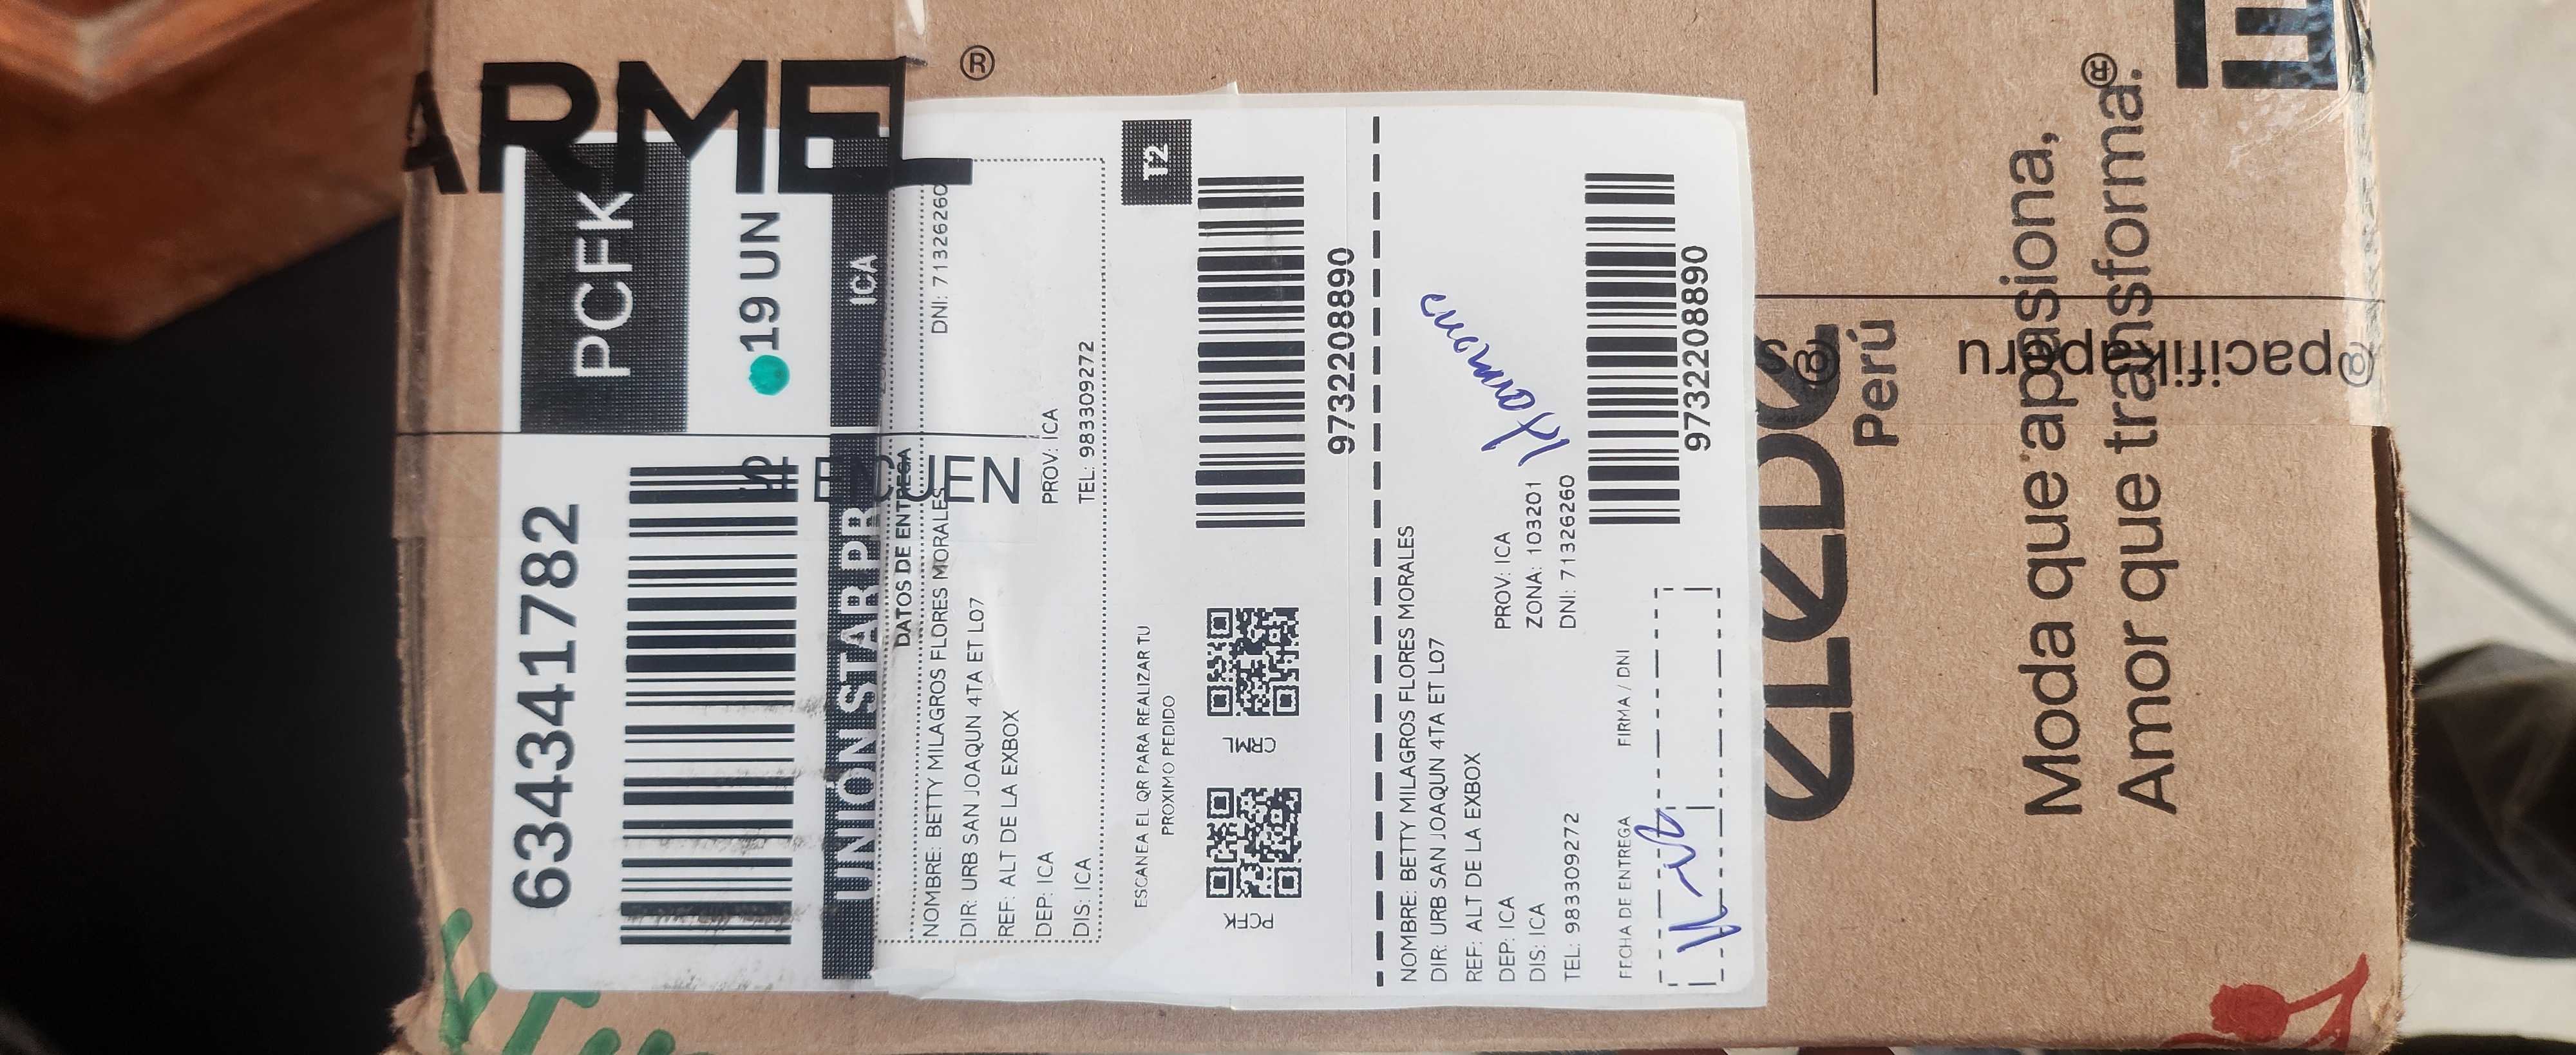 ARMEL®
PCFK
19 UN
6343441782
UNIÓN STAR PR
ICA
DATOS DE ENTREGA
NOMBRE: BETTY MILAGROS FLORES MORALES
DNI: 71326260
DIR: URB SAN JOAQUN 4TA ET L07
REF: ALT DE LA EXBOX
DEP: ICA
PROV: ICA
DIS: ICA
TEL: 983309272
ESCANEA EL QR PARA REALIZAR TU
PROXIMO PEDIDO
T2
PCFK
CRML
9732208890
NOMBRE: BETTY MILAGROS FLORES MORALES
DIR: URB SAN JOAQUN 4TA ET L07
REF: ALT DE LA EXBOX
DEP: ICA
PROV: ICA
DIS: ICA
ZONA: 103201
TEL: 983309272
DNI: 71326260
FECHA DE ENTREGA
FIRMA / DNI
9732208890
Perú
@pacifikaperu
Moda que apasiona,
Amor que transforma.®